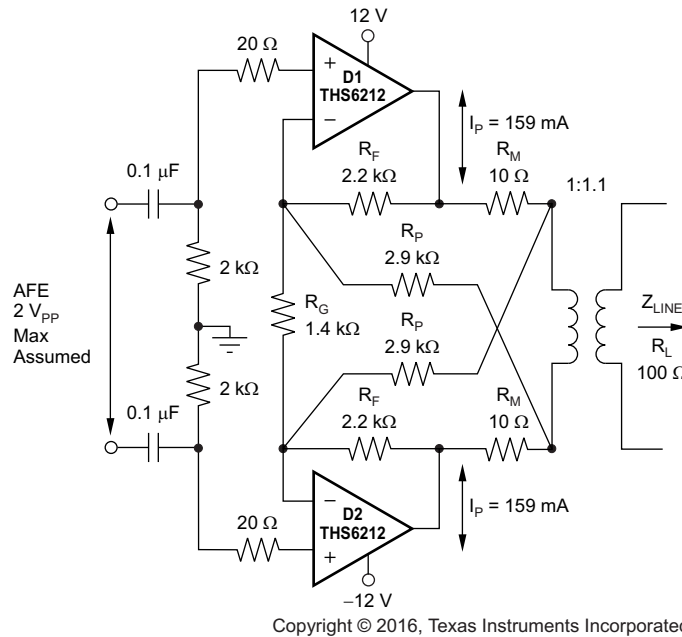 12 V
20 Ω
+
D1
THS6212
−
I_P = 159 mA
R_F
2.2 kΩ
R_M
10 Ω
1:1.1
0.1 μF
R_P
2.9 kΩ
2 kΩ
AFE
2 V_PP
Max
Assumed
R_G
1.4 kΩ
R_P
2.9 kΩ
Z_LINE
R_L
100 Ω
2 kΩ
R_F
2.2 kΩ
R_M
10 Ω
0.1 μF
−
D2
THS6212
+
20 Ω
I_P = 159 mA
−12 V
Copyright © 2016, Texas Instruments Incorporated